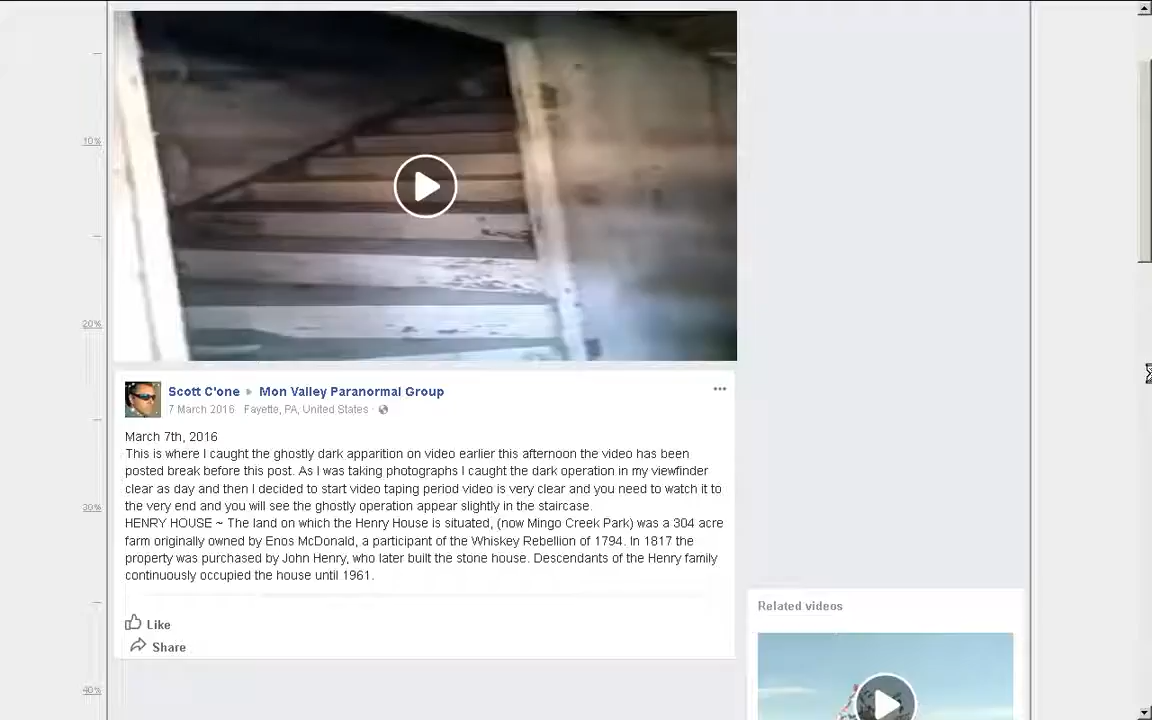 10%
20%
30%
40%
Scott C'one ▸ Mon Valley Paranormal Group
7 March 2016 Fayette, PA, United States ·
March 7th, 2016
This is where I caught the ghostly dark apparition on video earlier this afternoon the video has been
posted break before this post. As I was taking photographs I caught the dark operation in my viewfinder
clear as day and then I decided to start video taping period video is very clear and you need to watch it to
the very end and you will see the ghostly operation appear slightly in the staircase.
HENRY HOUSE ~ The land on which the Henry House is situated, (now Mingo Creek Park) was a 304 acre
farm originally owned by Enos McDonald, a participant of the Whiskey Rebellion of 1794. In 1817 the
property was purchased by John Henry, who later built the stone house. Descendants of the Henry family
continuously occupied the house until 1961.
Like
Share
Related videos